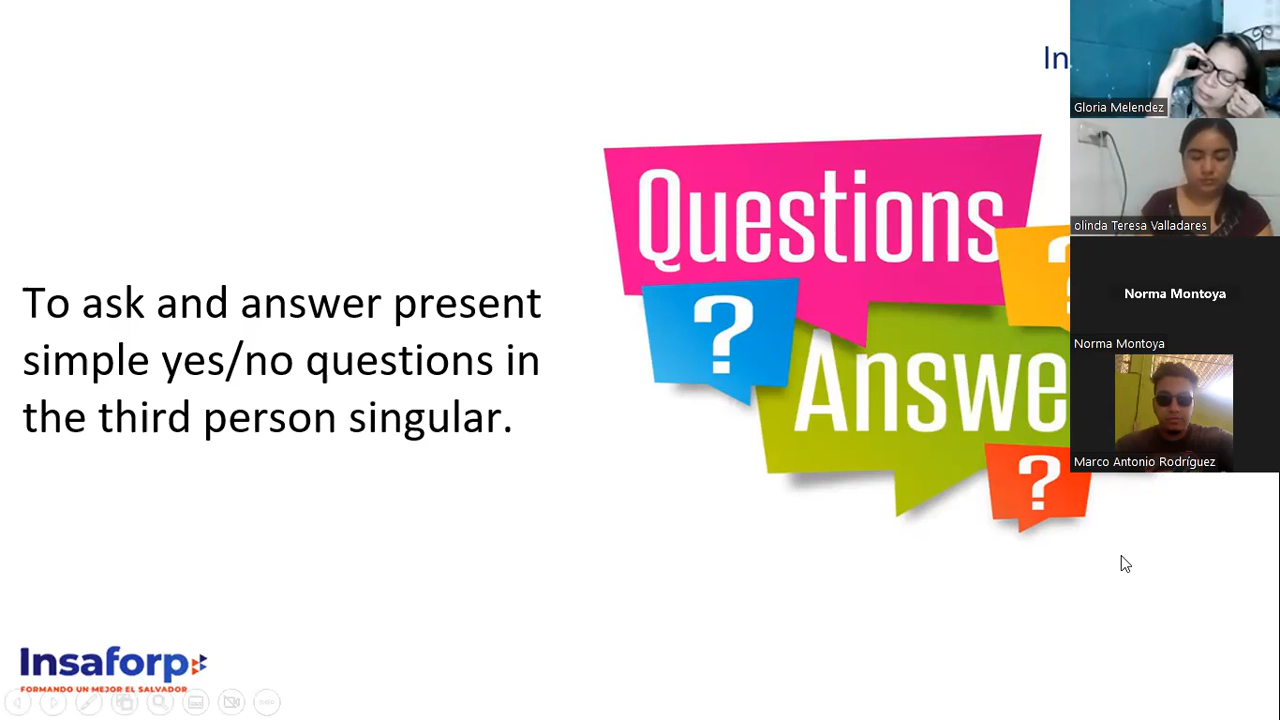 In
Questions
?
?
Answe
?
To ask and answer present
simple yes/no questions in
the third person singular.
Insaforp
FORMANDO UN MEJOR EL SALVADOR
Gloria Melendez
olinda Teresa Valladares
Norma Montoya
Norma Montoya
Marco Antonio Rodríguez